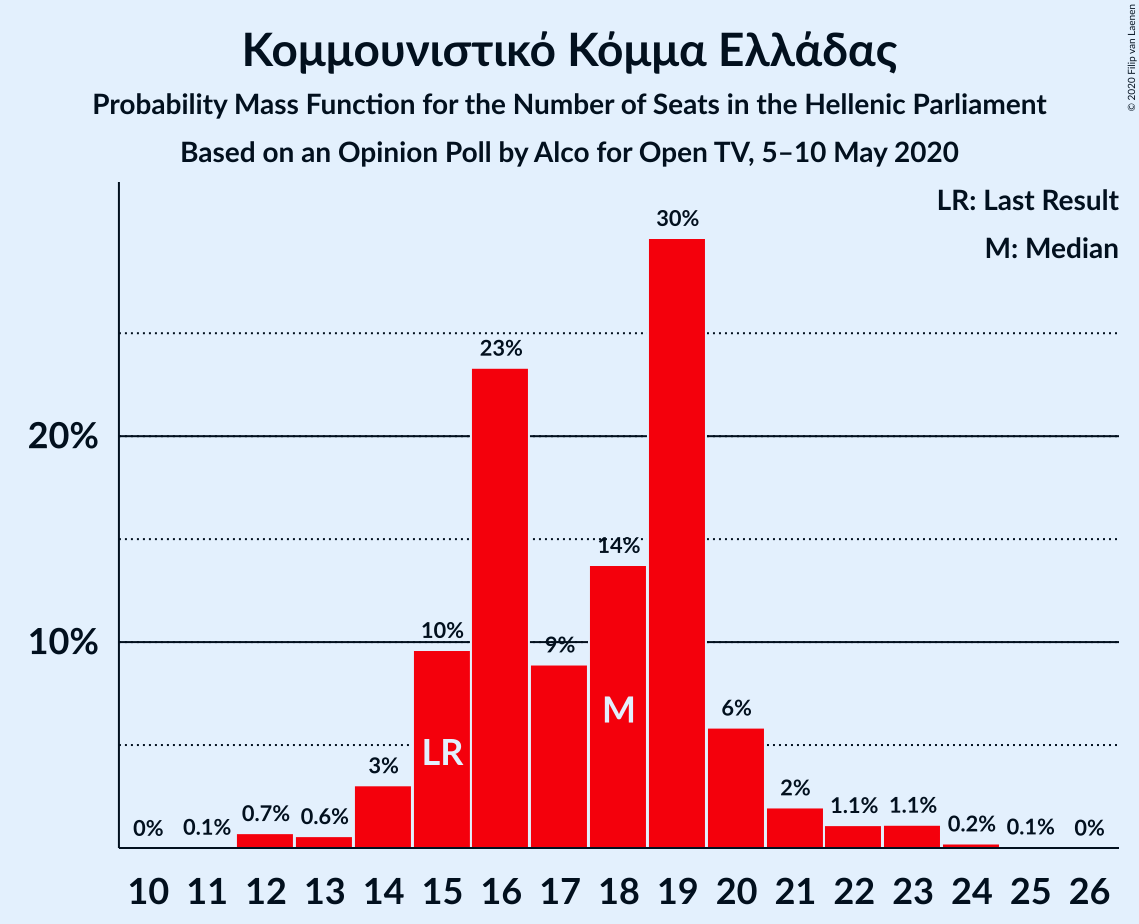 Κομμουνιστικό Κόμμα Ελλάδας
Probability Mass Function for the Number of Seats in the Hellenic Parliament
Based on an Opinion Poll by Alco for Open TV, 5–10 May 2020
© 2020 Filip van Laenen
LR: Last Result
M: Median
30%
23%
20%
14%
10%
9%
10%
M
6%
LR
3%
2%
1.1%
1.1%
0.7%
0.6%
0.2%
0.1%
0.1%
0%
0%
10 11 12 13 14 15 16 17 18 19 20 21 22 23 24 25 26